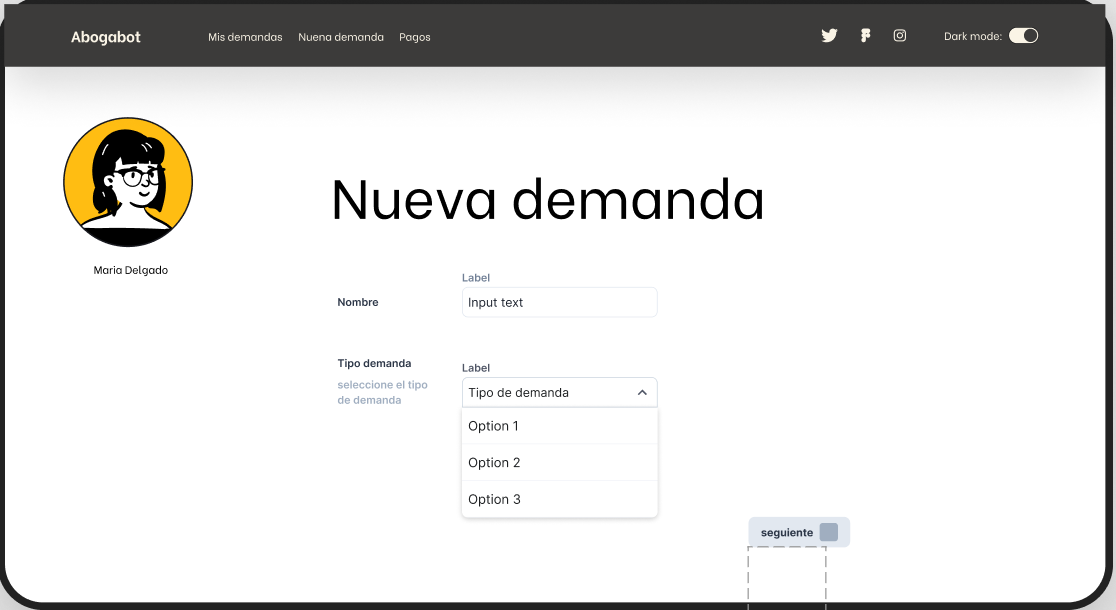 Abogabot
Mis demandas
Nuena demanda
Pagos
Dark mode:
Maria Delgado
Nueva demanda
Label
Nombre
Input text
Tipo demanda
seleccione el tipo
de demanda
Label
Tipo de demanda
Option 1
Option 2
Option 3
seguiente